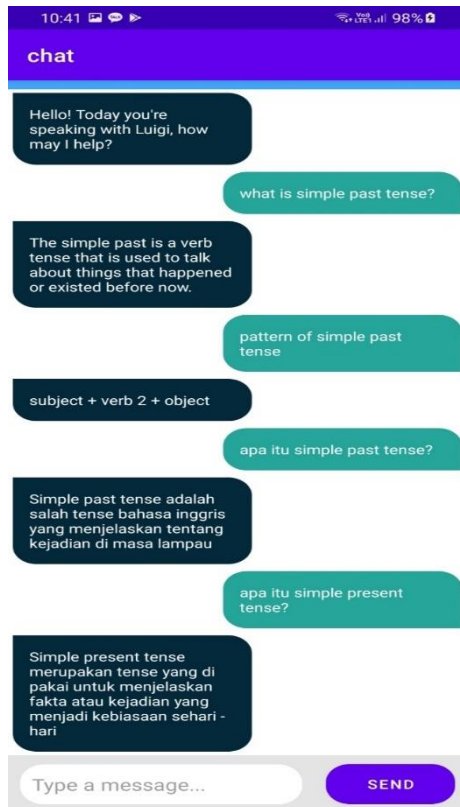 10:41
98%
chat
Hello! Today you're
speaking with Luigi, how
may I help?
what is simple past tense?
The simple past is a verb
tense that is used to talk
about things that happened
or existed before now.
pattern of simple past
tense
subject + verb 2 + object
apa itu simple past tense?
Simple past tense adalah
salah tense bahasa inggris
yang menjelaskan tentang
kejadian di masa lampau
apa itu simple present
tense?
Simple present tense
merupakan tense yang di
pakai untuk menjelaskan
fakta atau kejadian yang
menjadi kebiasaan sehari -
hari
Type a message...
SEND